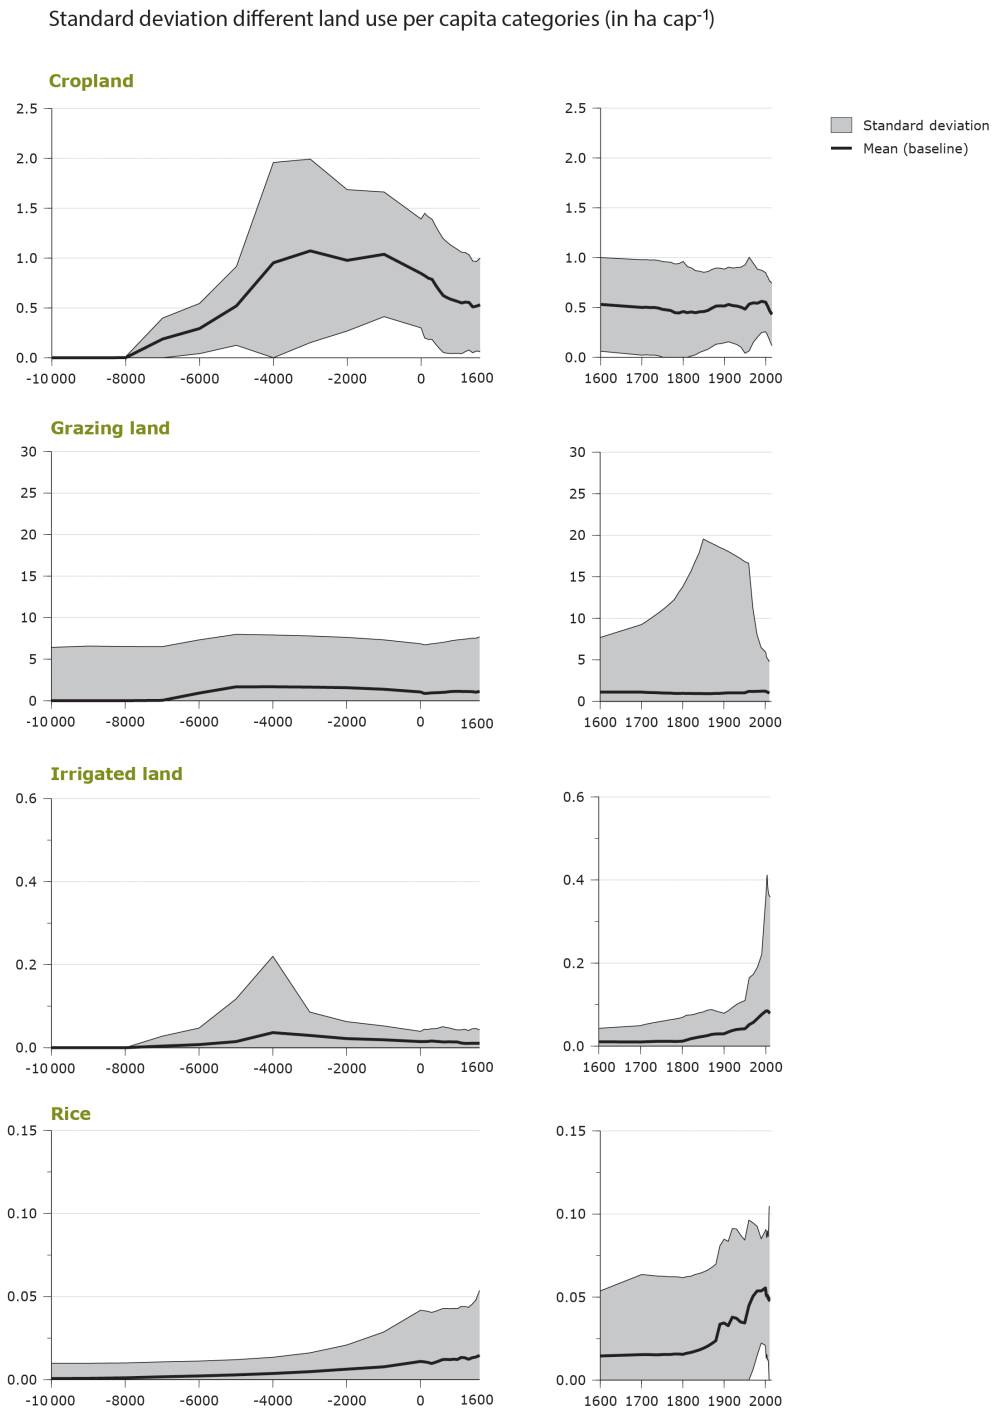 Standard deviation different land use per capita categories (in ha cap-1)
Cropland
2.5
2.0
1.5
1.0
0.5
0.0
-10 000 -8000 -6000 -4000 -2000 0 1600
2.5
2.0
1.5
1.0
0.5
0.0
1600 1700 1800 1900 2000
Standard deviation
Mean (baseline)
Grazing land
30
25
20
15
10
5
0
-10 000 -8000 -6000 -4000 -2000 0 1600
30
25
20
15
10
5
0
1600 1700 1800 1900 2000
Irrigated land
0.6
0.4
0.2
0.0
-10 000 -8000 -6000 -4000 -2000 0 1600
0.6
0.4
0.2
0.0
1600 1700 1800 1900 2000
Rice
0.15
0.10
0.05
0.00
-10 000 -8000 -6000 -4000 -2000 0 1600
0.15
0.10
0.05
0.00
1600 1700 1800 1900 2000